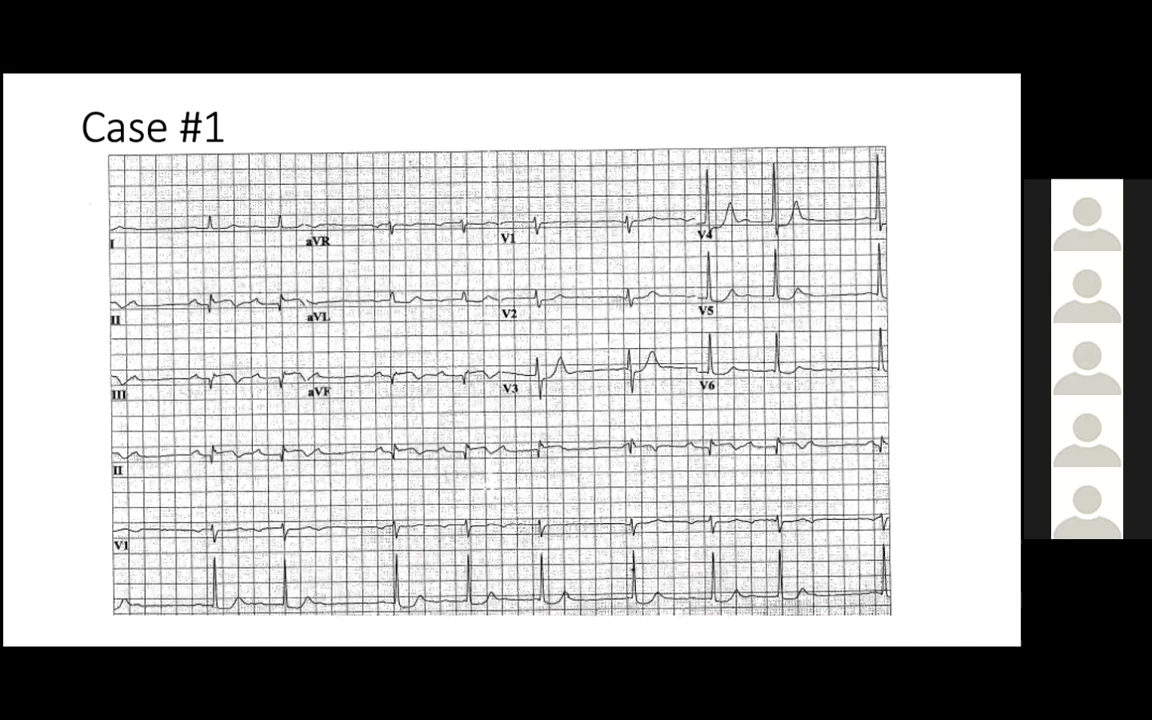 Case #1
I aVR V1 V4
II aVL V2 V5
III aVF V3 V6
II
V1